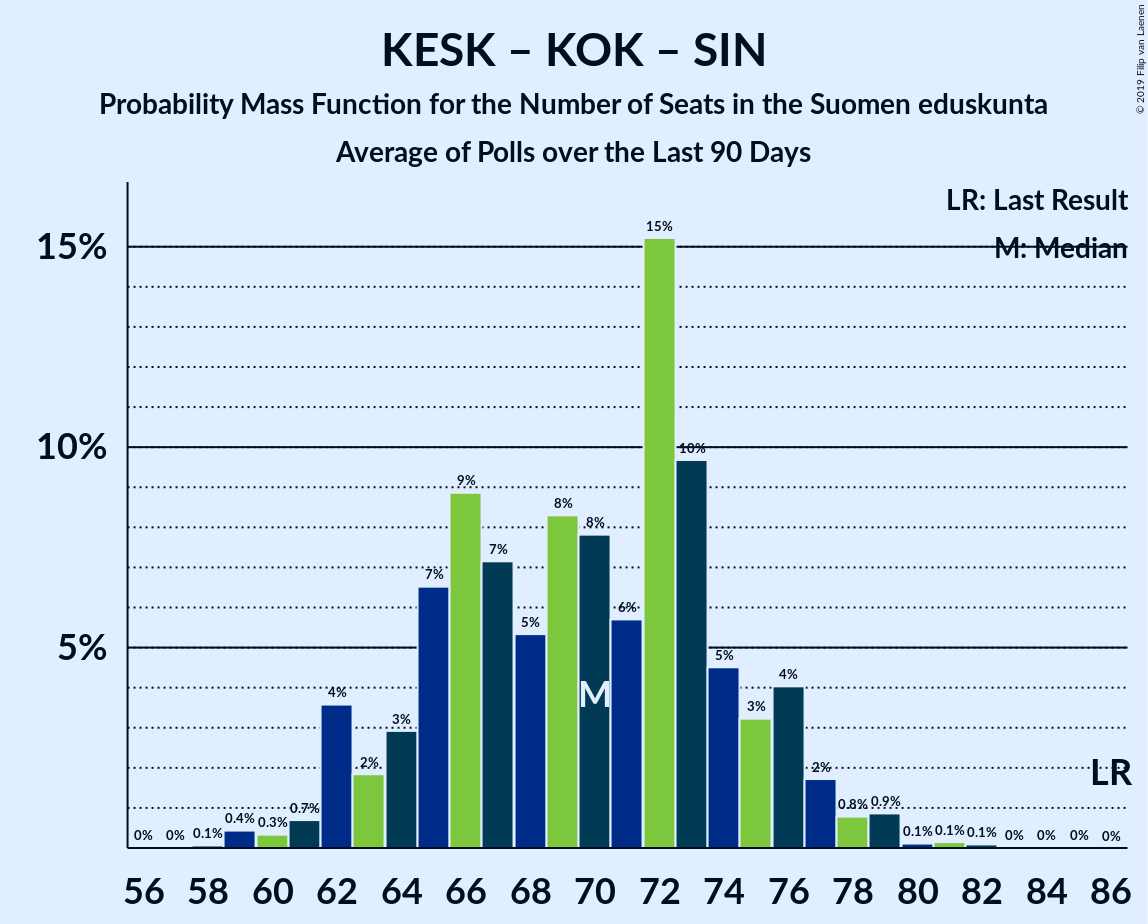 KESK – KOK – SIN
Probability Mass Function for the Number of Seats in the Suomen eduskunta
Average of Polls over the Last 90 Days
© 2019 Filip van Laenen
LR: Last Result
M: Median
15%
10%
5%
0% 0% 0.1% 0.4% 0.3% 0.7% 4% 2% 3% 7% 9% 7% 5% 8% 8% 6% 15% 10% 5% 3% 4% 2% 0.8% 0.9% 0.1% 0.1% 0.1% 0% 0% 0% 0%
M
LR
56 58 60 62 64 66 68 70 72 74 76 78 80 82 84 86